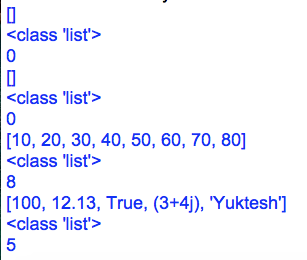 []
<class 'list'>
0
[]
<class 'list'>
0
[10, 20, 30, 40, 50, 60, 70, 80]
<class 'list'>
8
[100, 12.13, True, (3+4j), 'Yuktesh']
<class 'list'>
5